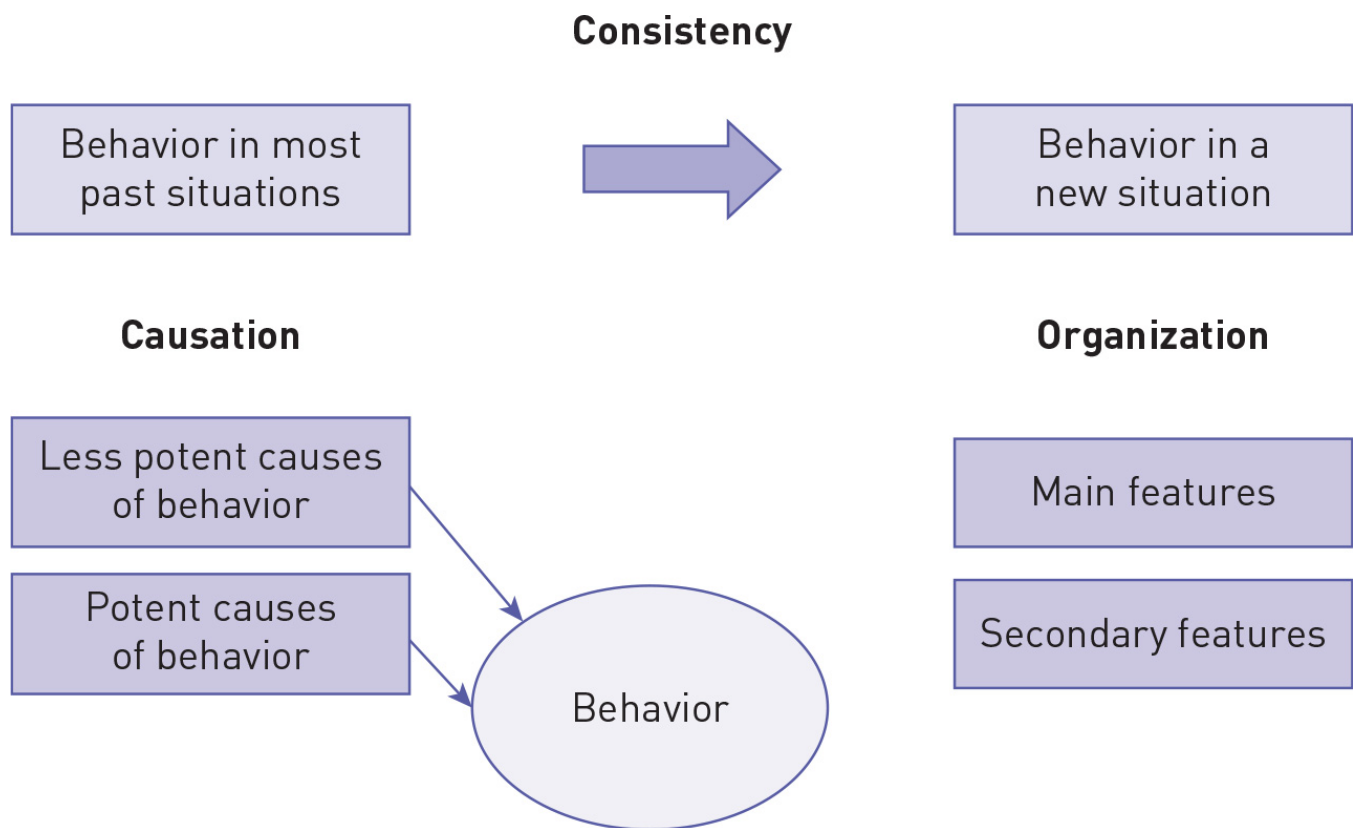 Consistency
Behavior in most
past situations
Behavior in a
new situation
Causation
Organization
Less potent causes
of behavior
Potent causes
of behavior
Behavior
Main features
Secondary features